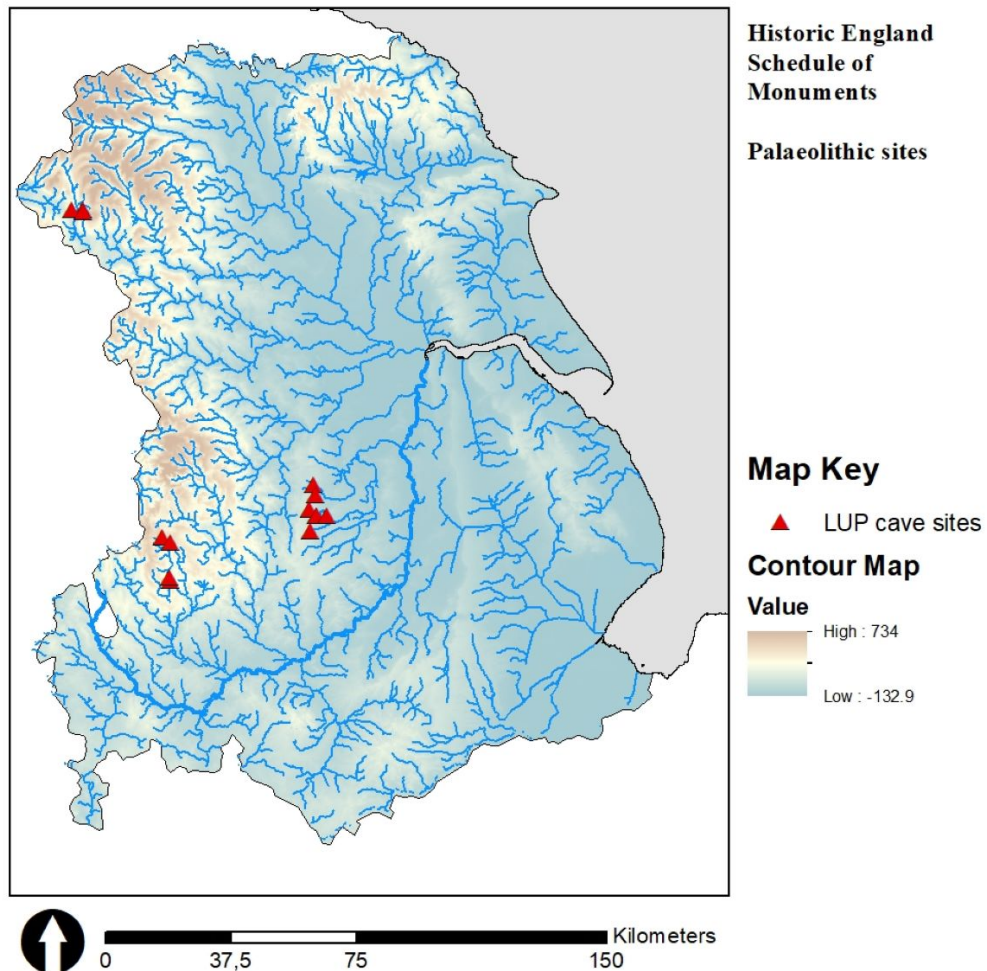 Historic England
Schedule of
Monuments
Palaeolithic sites
Map Key
LUP cave sites
Contour Map
Value
High : 734
Low : -132.9
Kilometers
0 37,5 75 150